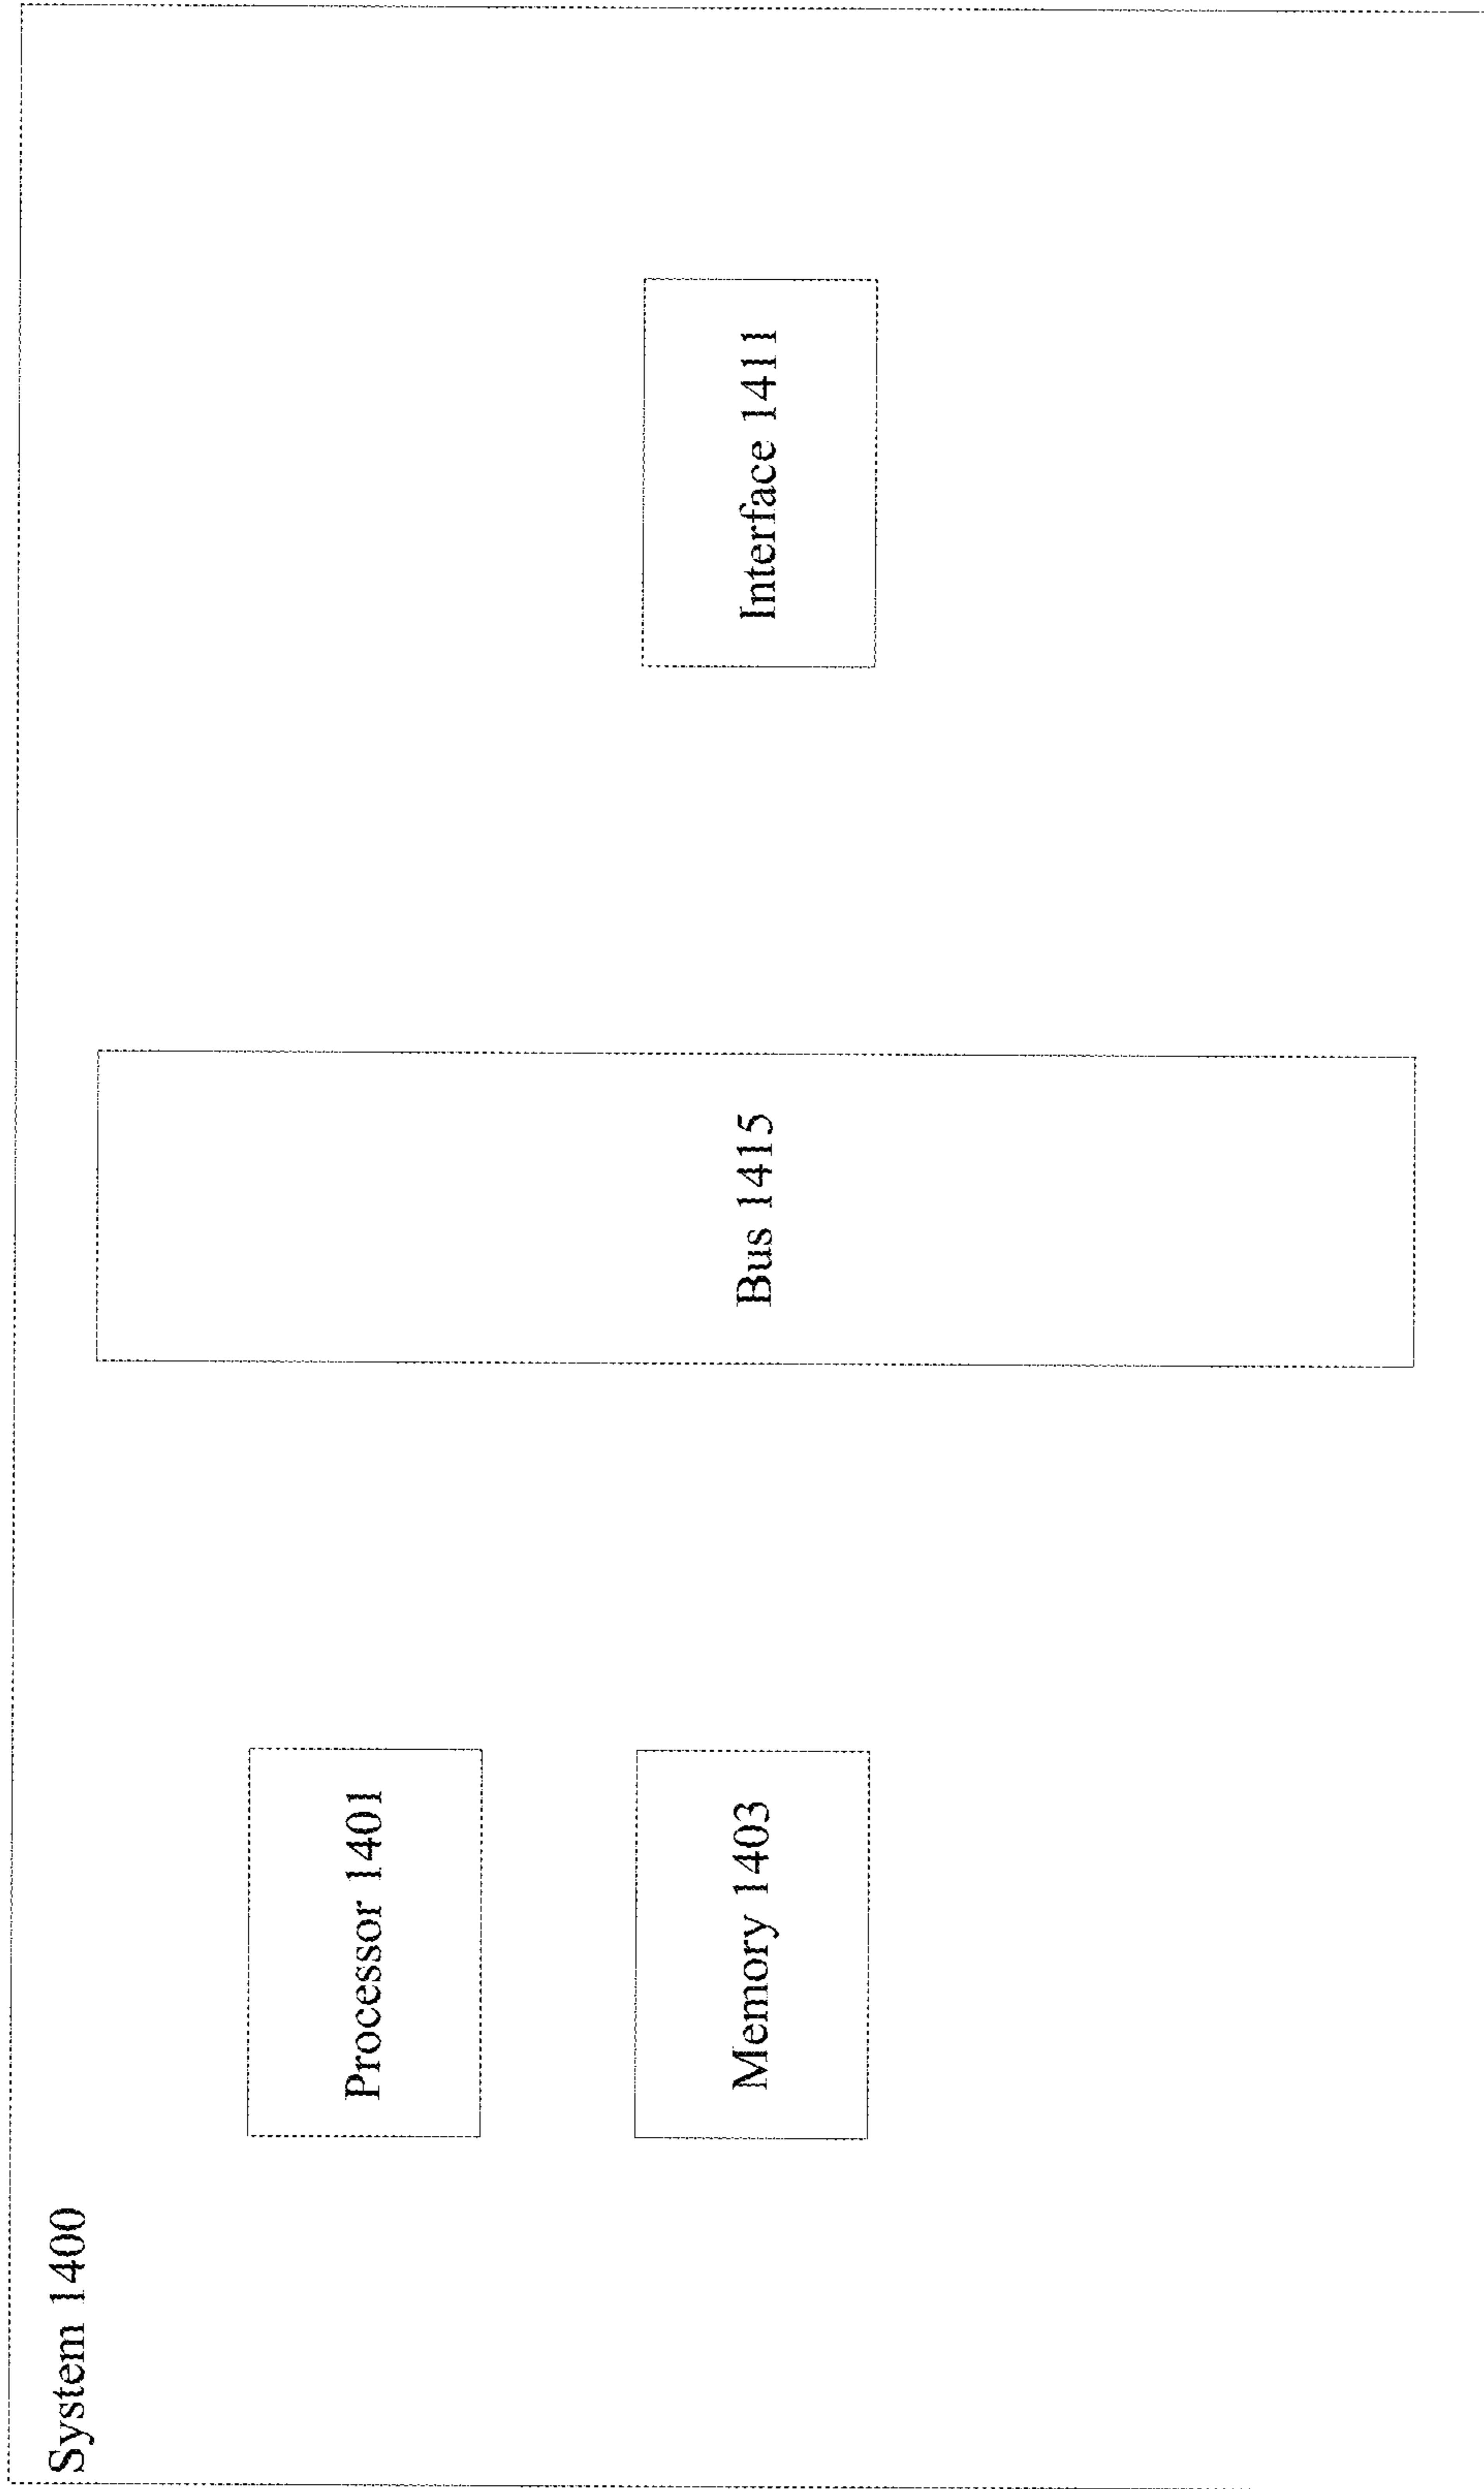 System 1400
Processor 1401
Memory 1403
Bus 1415
Interface 1411